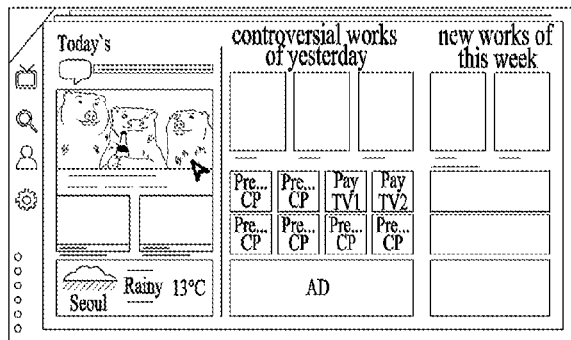 Today`s
controversial works
of yesterday
new works of
this week
Pre...
CP
Pre...
CP
Pay
TV1
Pay
TV2
Pre...
CP
Pre...
CP
Pre...
CP
Pre...
CP
Seoul
Rainy
13°C
AD